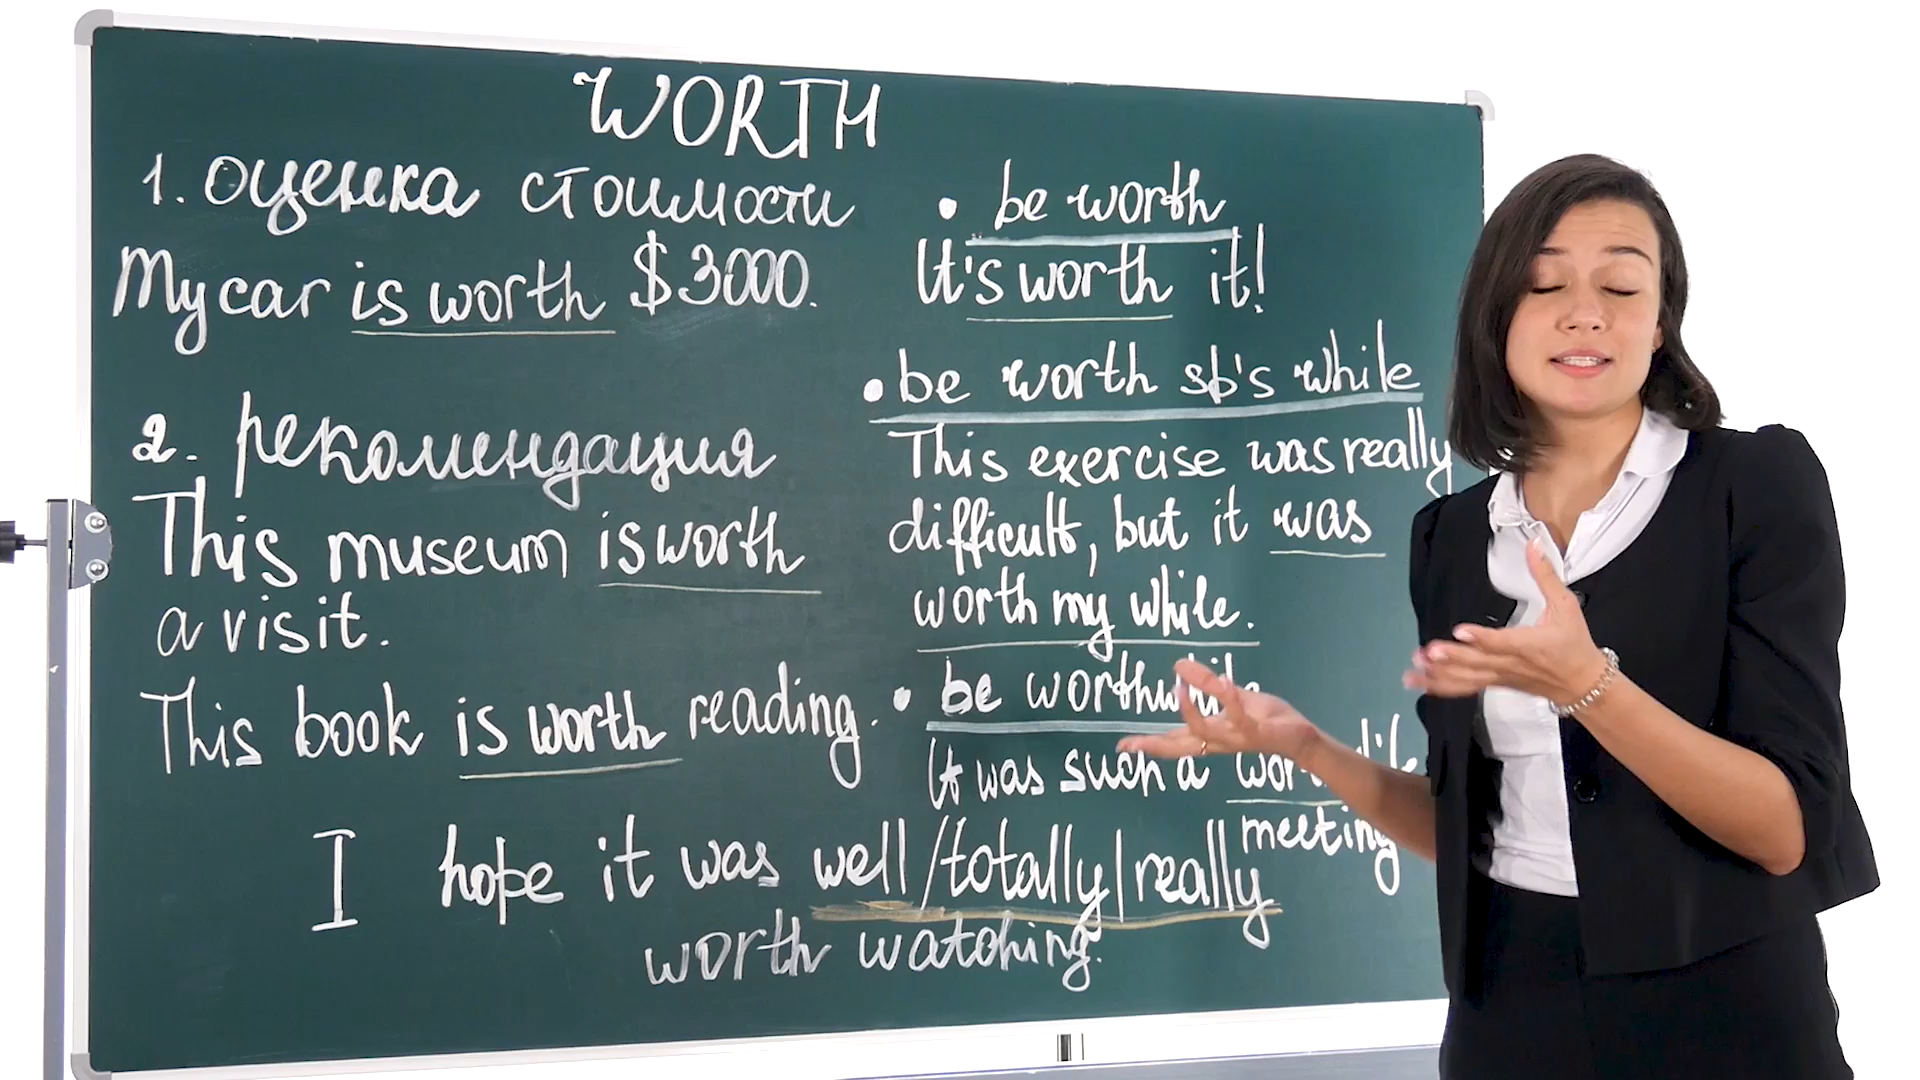 WORTH
1. оценка стоимости
My car is worth $3000.
2. рекомендация
This museum is worth
a visit.
This book is worth reading.
• be worth
It's worth it!
• be worth sb's while
This exercise was really
difficult, but it was
worth my while.
• be worthwhile
It was such a
meeting
I hope it was well/totally/really
worth watching.